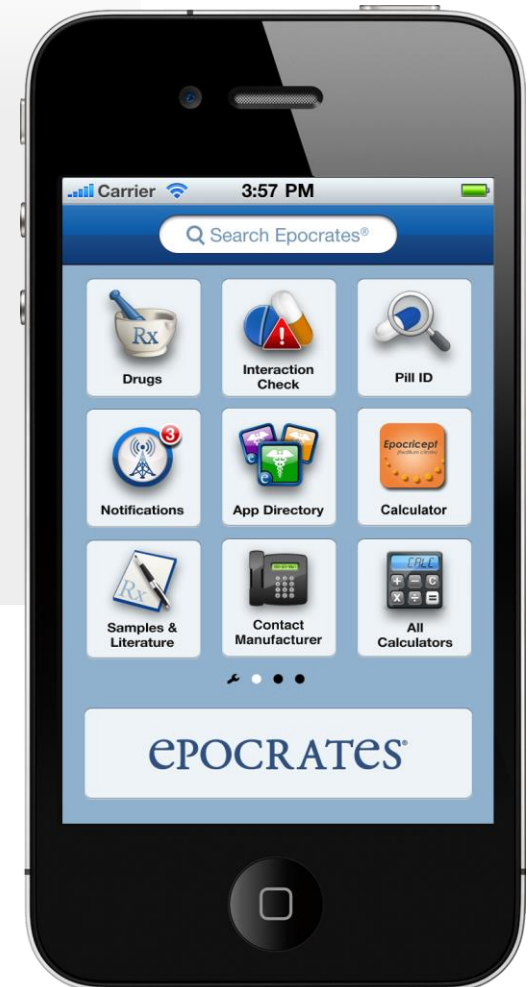 Carrier 3:57 PM
Search Epocrates®
Rx
Drugs
Interaction
Check
Pill ID
3
Notifications
App Directory
Epocricept
Calculator
Rx
Samples &
Literature
Contact
Manufacturer
CALC
+ - C
X ÷ =
All
Calculators
epocrates®